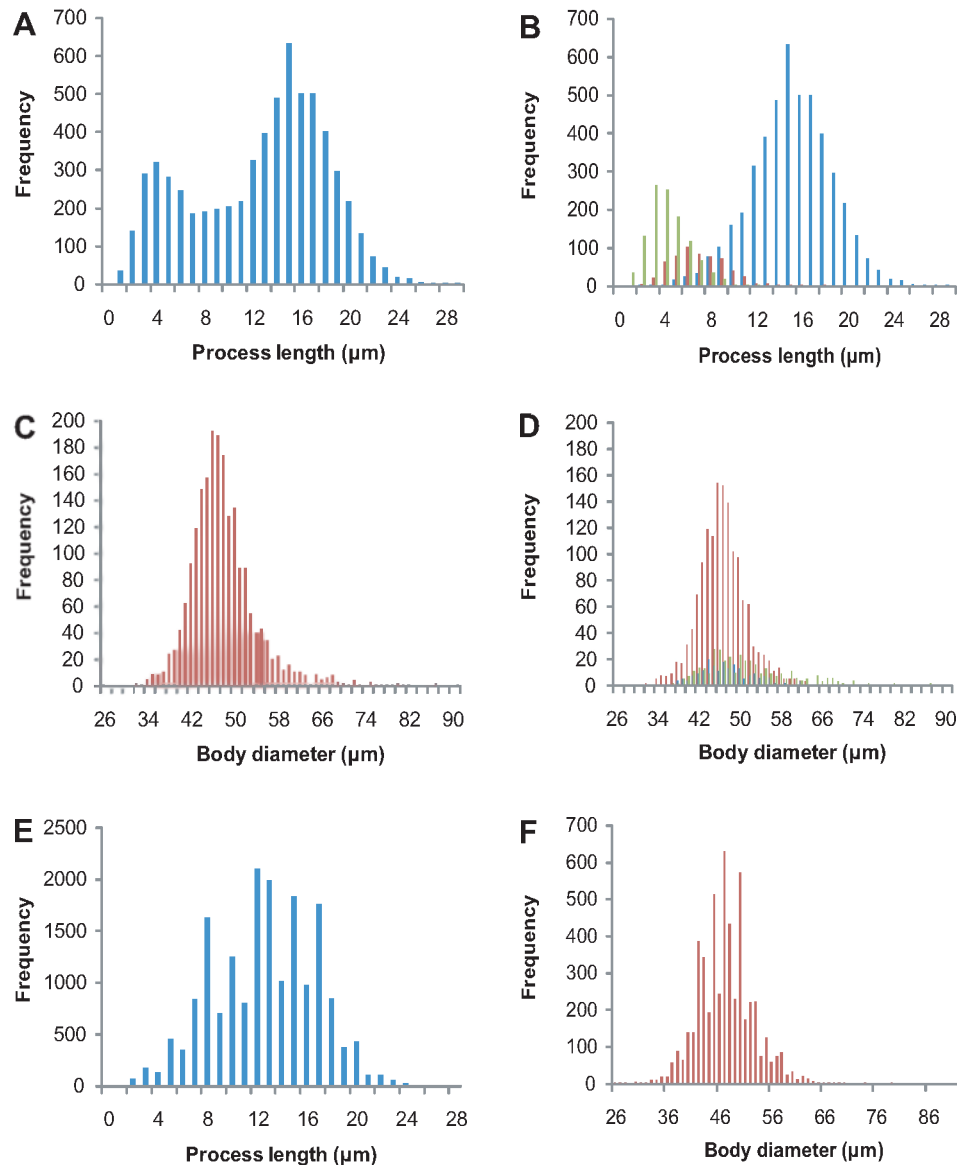 A
700
600
500
400
300
200
100
0
Frequency
0 4 8 12 16 20 24 28
Process length (µm)
B
700
600
500
400
300
200
100
0
Frequency
0 4 8 12 16 20 24 28
Process length (µm)
C
200
180
160
140
120
100
80
60
40
20
0
Frequency
26 34 42 50 58 66 74 82 90
Body diameter (µm)
D
200
180
160
140
120
100
80
60
40
20
0
Frequency
26 34 42 50 58 66 74 82 90
Body diameter (µm)
E
2500
2000
1500
1000
500
0
Frequency
0 4 8 12 16 20 24 28
Process length (µm)
F
700
600
500
400
300
200
100
0
Frequency
26 36 46 56 66 76 86
Body diameter (µm)